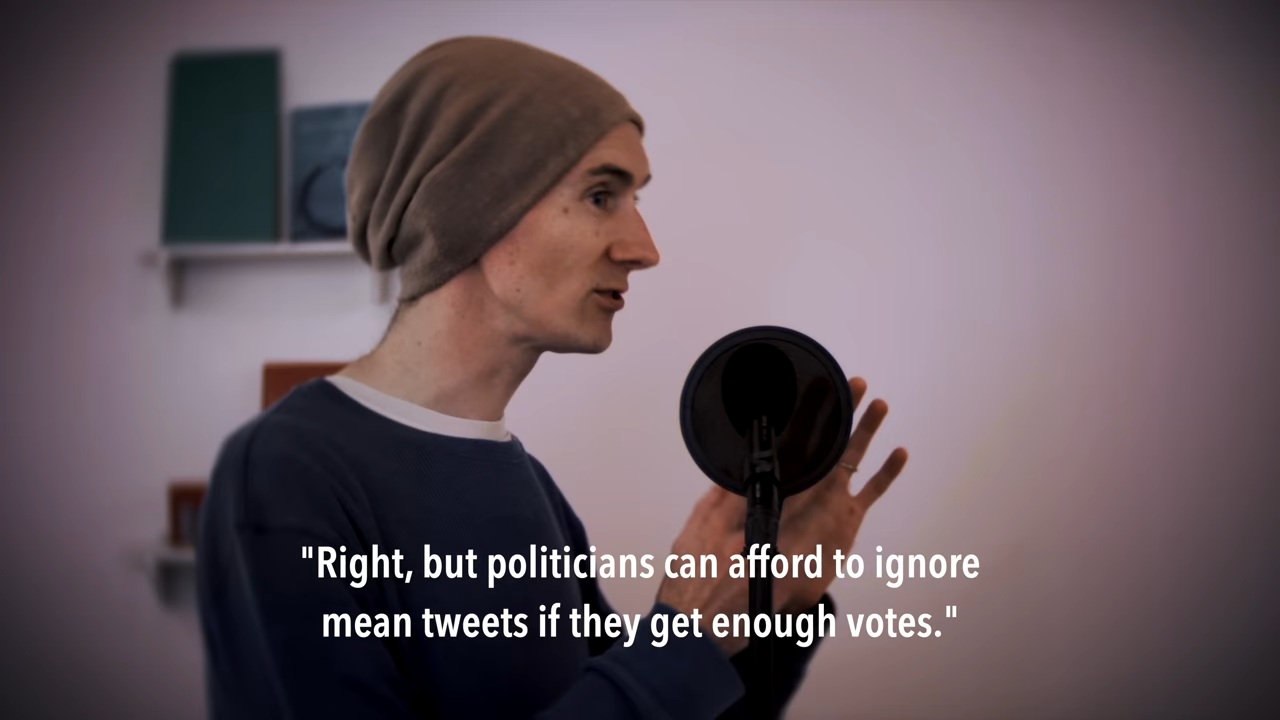 "Right, but politicians can afford to ignore
mean tweets if they get enough votes."